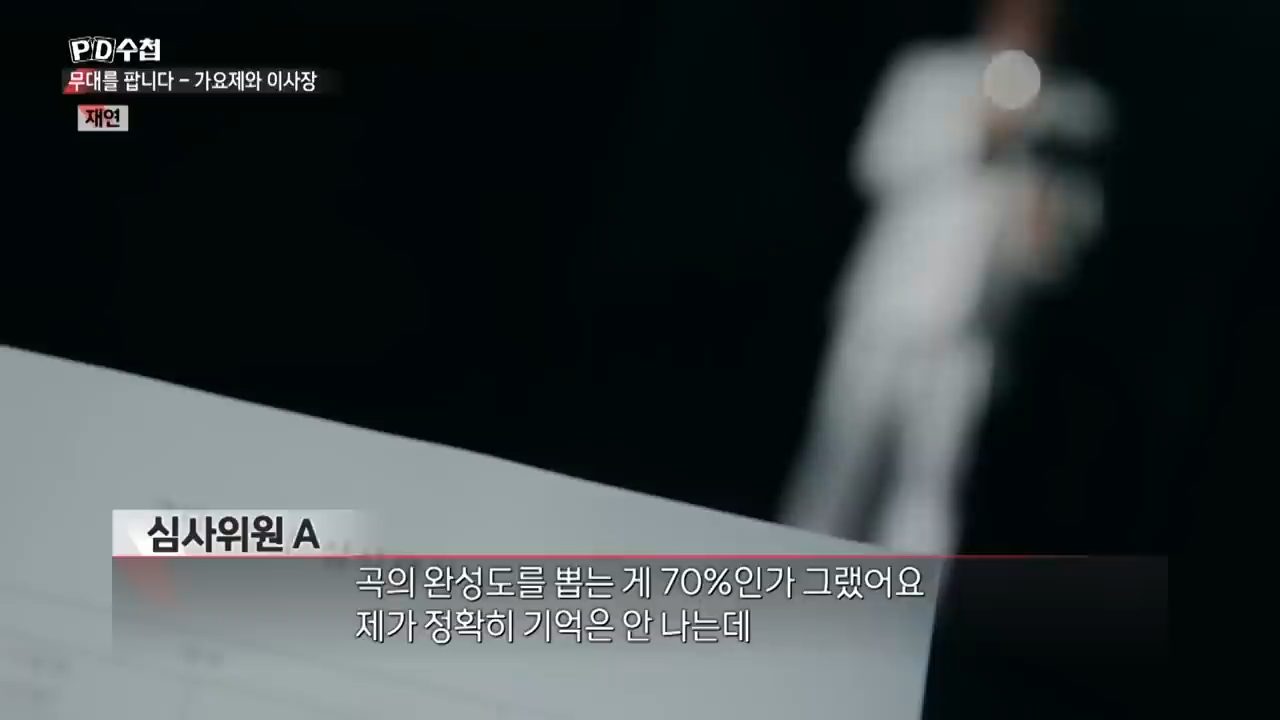 PD수첩
무대를 팝니다 - 가요제와 이사장
재연
심사위원 A
곡의 완성도를 뽑는 게 70%인가 그랬어요
제가 정확히 기억은 안 나는데